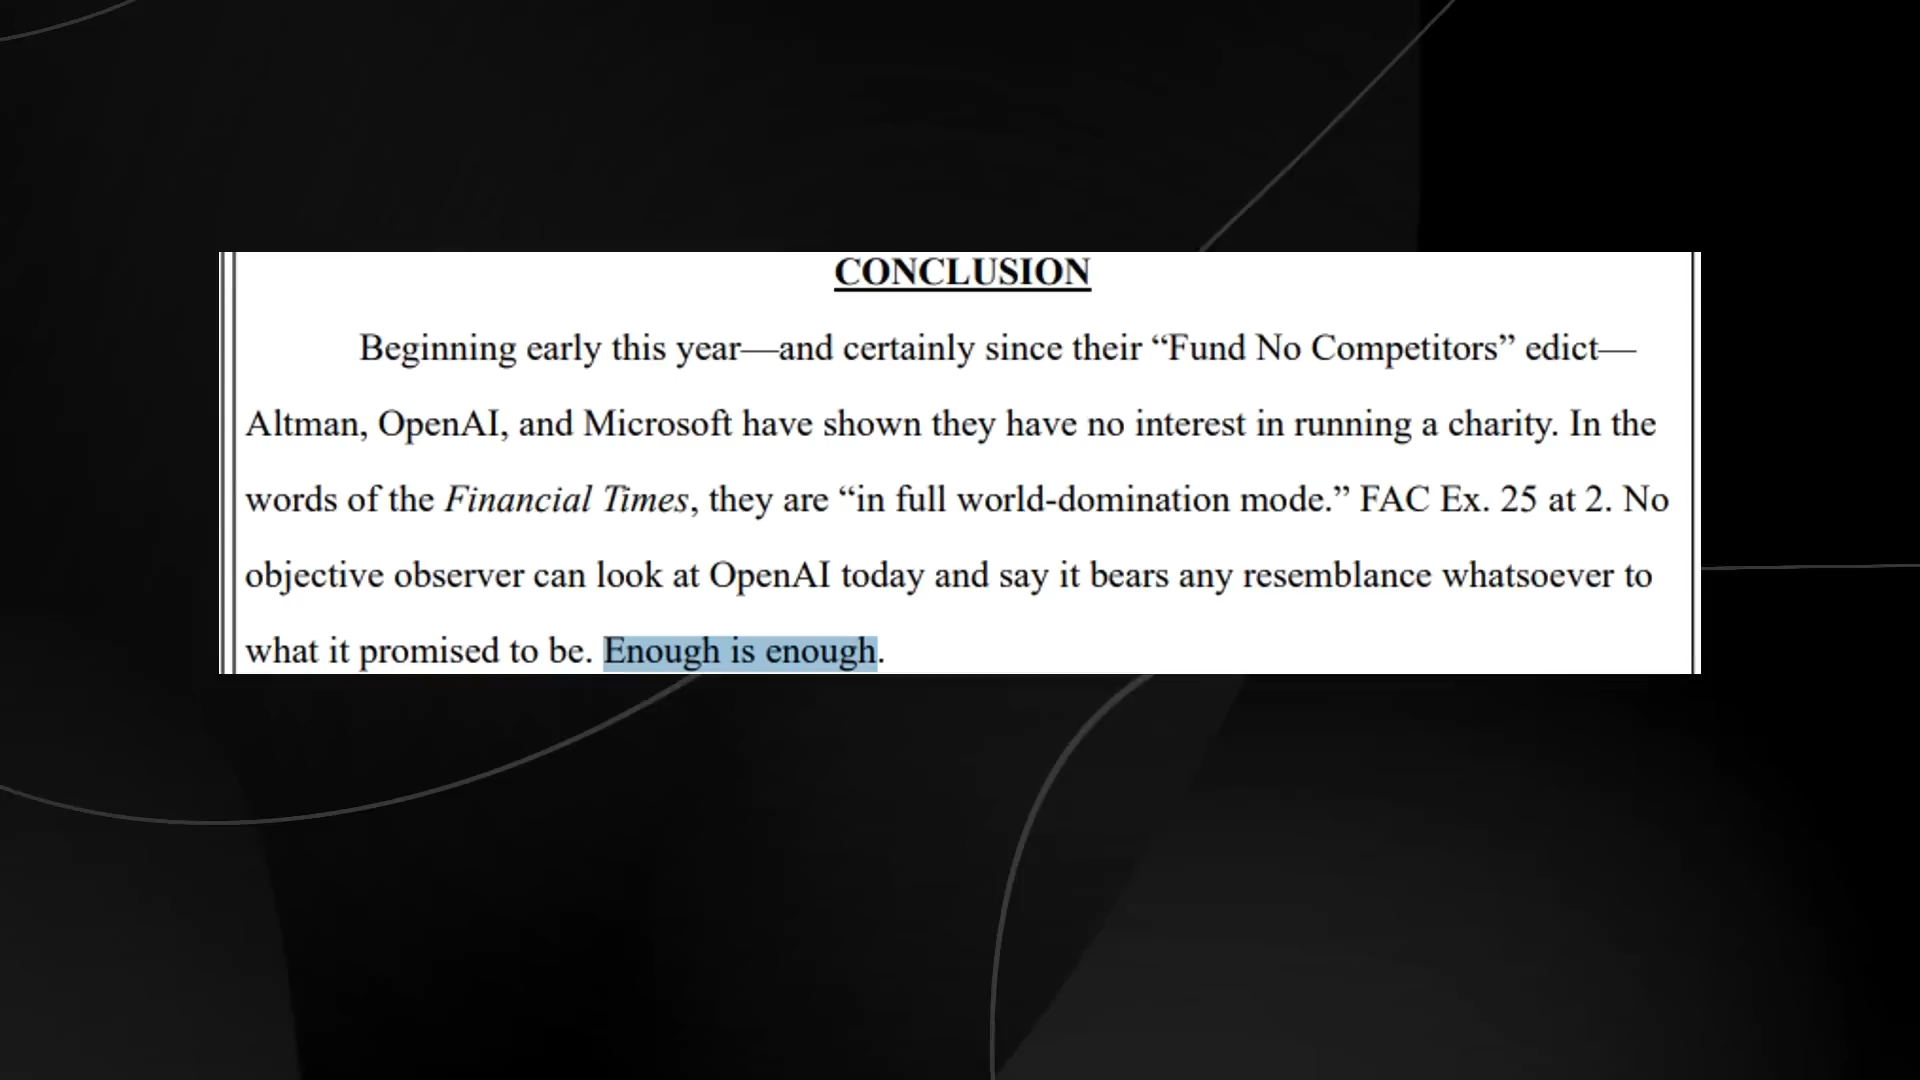 CONCLUSION
Beginning early this year—and certainly since their “Fund No Competitors” edict—
Altman, OpenAI, and Microsoft have shown they have no interest in running a charity. In the
words of the Financial Times, they are “in full world-domination mode.” FAC Ex. 25 at 2. No
objective observer can look at OpenAI today and say it bears any resemblance whatsoever to
what it promised to be. Enough is enough.